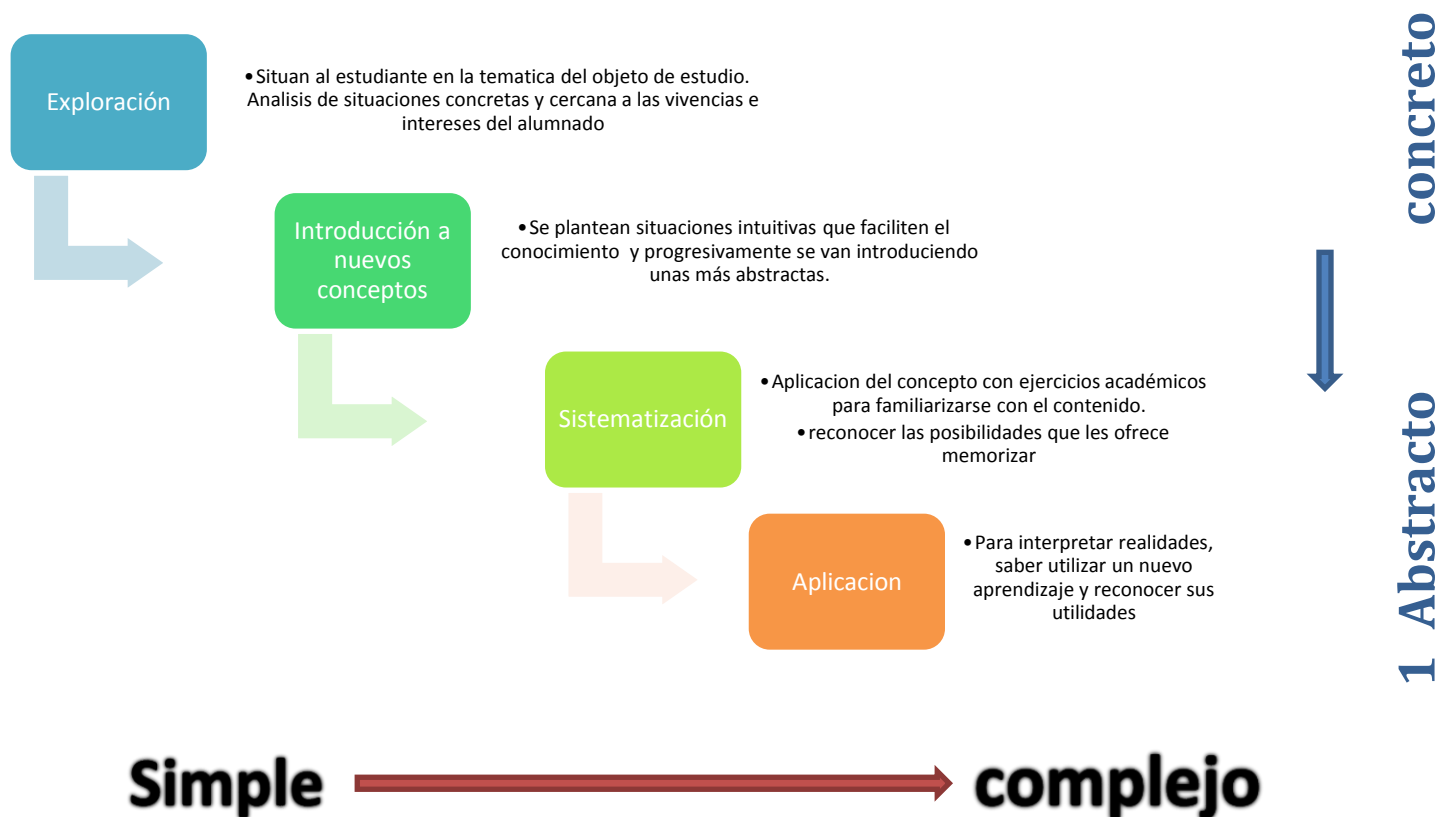 Exploración
•Situan al estudiante en la tematica del objeto de estudio.
Analisis de situaciones concretas y cercana a las vivencias e
intereses del alumnado
Introducción a
nuevos
conceptos
•Se plantean situaciones intuitivas que faciliten el
conocimiento y progresivamente se van introduciendo
unas más abstractas.
Sistematización
•Aplicacion del concepto con ejercicios académicos
para familiarizarse con el contenido.
•reconocer las posibilidades que les ofrece
memorizar
Aplicacion
•Para interpretar realidades,
saber utilizar un nuevo
aprendizaje y reconocer sus
utilidades
1 Abstracto concreto
Simple complejo